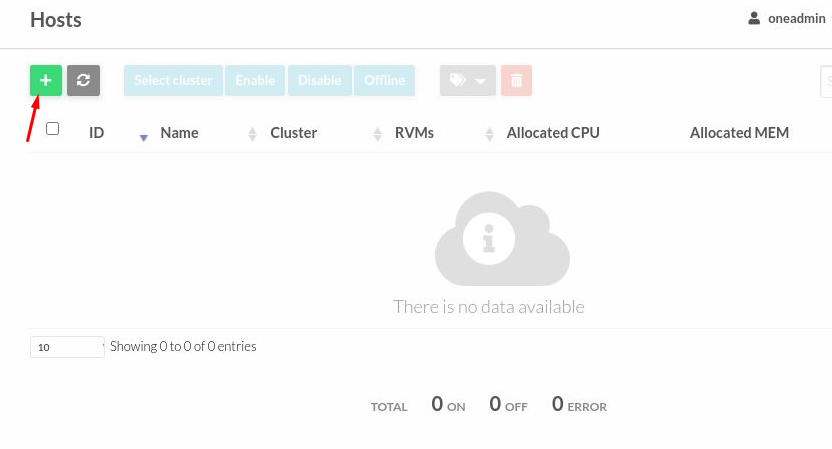 Hosts
oneadmin
Select cluster Enable Disable Offline
ID Name Cluster RVMs Allocated CPU Allocated MEM
There is no data available
10 Showing 0 to 0 of 0 entries
TOTAL 0 ON 0 OFF 0 ERROR